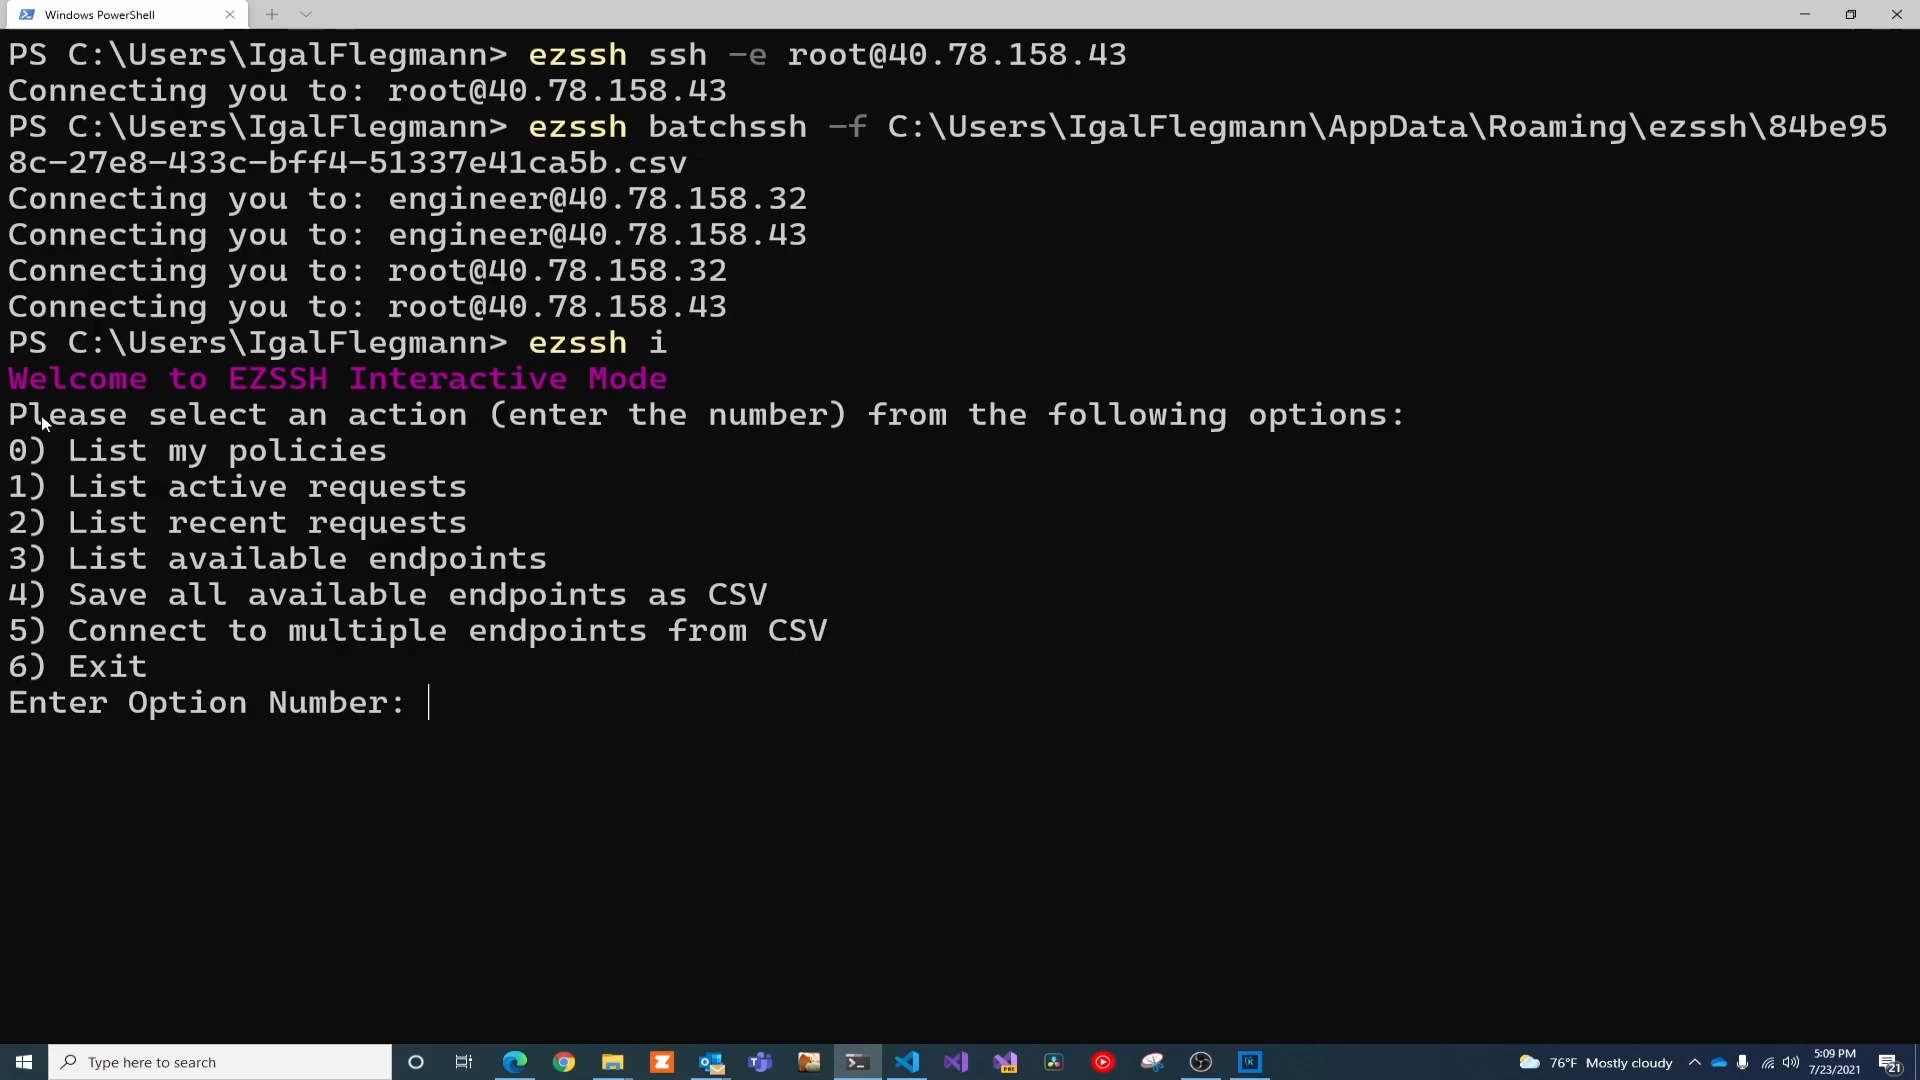 Windows PowerShell
PS C:\Users\IgalFlegmann> ezssh ssh -e root@40.78.158.43
Connecting you to: root@40.78.158.43
PS C:\Users\IgalFlegmann> ezssh batchssh -f C:\Users\IgalFlegmann\AppData\Roaming\ezssh\84be95
8c-27e8-433c-bff4-51337e41ca5b.csv
Connecting you to: engineer@40.78.158.32
Connecting you to: engineer@40.78.158.43
Connecting you to: root@40.78.158.32
Connecting you to: root@40.78.158.43
PS C:\Users\IgalFlegmann> ezssh i
Welcome to EZSSH Interactive Mode
Please select an action (enter the number) from the following options:
0) List my policies
1) List active requests
2) List recent requests
3) List available endpoints
4) Save all available endpoints as CSV
5) Connect to multiple endpoints from CSV
6) Exit
Enter Option Number:
Type here to search
76°F Mostly cloudy
5:09 PM
7/23/2021
21
PRE